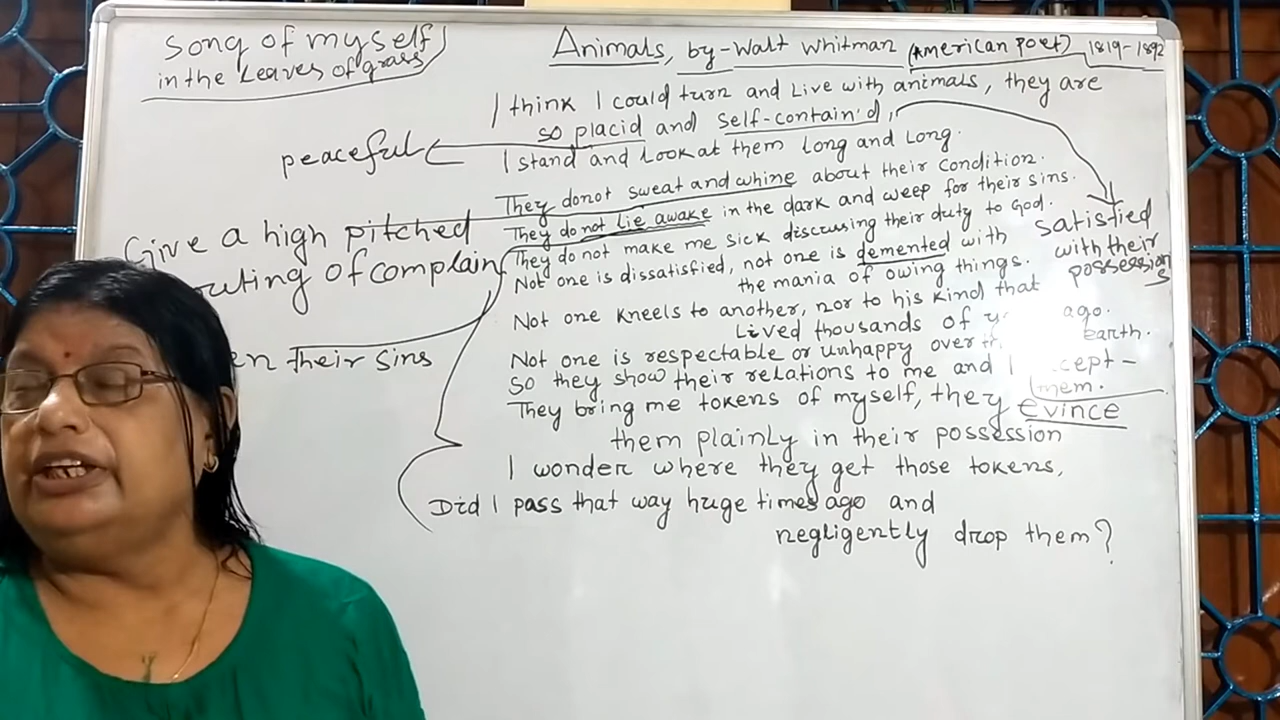 Song of myself
in the Leaves of grass
Animals, by-Walt Whitman (American Poet) 1819-1892
I think I could turn and Live with animals, they are
so placid and self-contain'd,
peaceful
I stand and Look at them Long and Long.
They donot sweat and whine about their condition.
They do not Lie awake in the dark and weep for their sins.
They do not make me sick discussing their duty to God.
Not one is dissatisfied, not one is demented with
the mania of owing things.
Satisfied
with their
possession
s
Give a high pitched
of complain
their sins
Not one kneels to another, nor to his kind that
Lived thousands of ago.
Not one is respectable or unhappy over earth.
So they show their relations to me and I
them.
They bring me tokens of myself, they evince
them plainly in their possession
I wonder where they get those tokens,
Did I pass that way huge times ago and
negligently drop them?